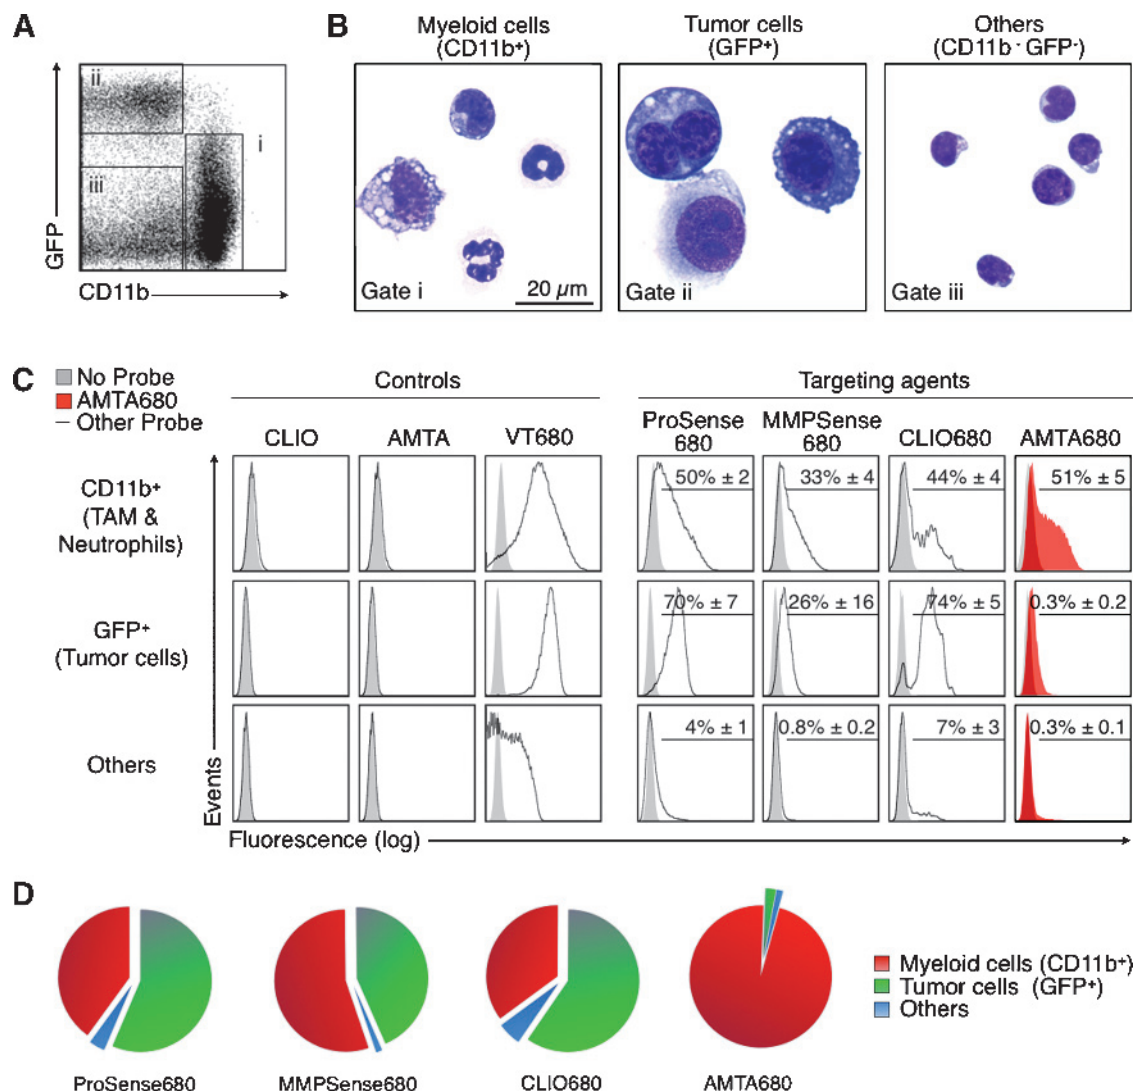 A
GFP
ii
i
iii
CD11b
B
Myeloid cells
(CD11b⁺)
Tumor cells
(GFP⁺)
Others
(CD11b⁻ GFP⁻)
Gate i
20 µm
Gate ii
Gate iii
C
No Probe
AMTA680
Other Probe
Controls
Targeting agents
CLIO
AMTA
VT680
ProSense
680
MMPSense
680
CLIO680
AMTA680
CD11b⁺
(TAM &
Neutrophils)
50% ± 2
33% ± 4
44% ± 4
51% ± 5
GFP⁺
(Tumor cells)
70% ± 7
26% ± 16
74% ± 5
0.3% ± 0.2
Others
4% ± 1
0.8% ± 0.2
7% ± 3
0.3% ± 0.1
Events
Fluorescence (log)
D
ProSense680
MMPSense680
CLIO680
AMTA680
Myeloid cells (CD11b⁺)
Tumor cells (GFP⁺)
Others